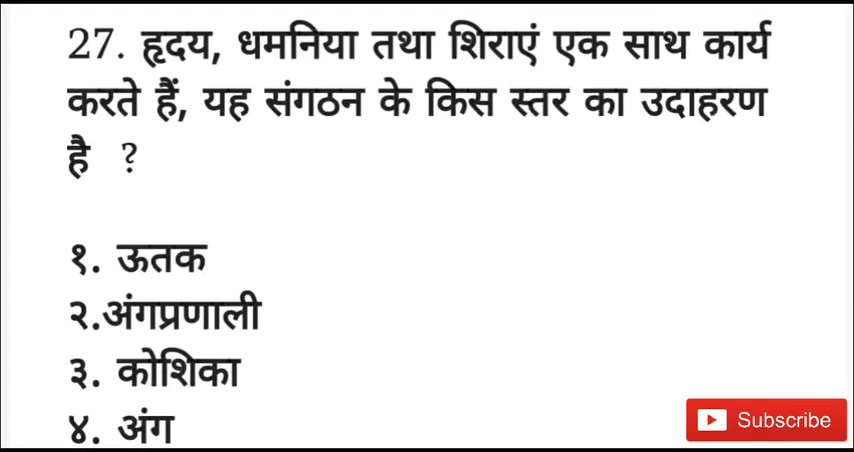 27. हृदय, धमनिया तथा शिराएं एक साथ कार्य
करते हैं, यह संगठन के किस स्तर का उदाहरण
है ?
१. ऊतक
२.अंगप्रणाली
३. कोशिका
४. अंग
Subscribe